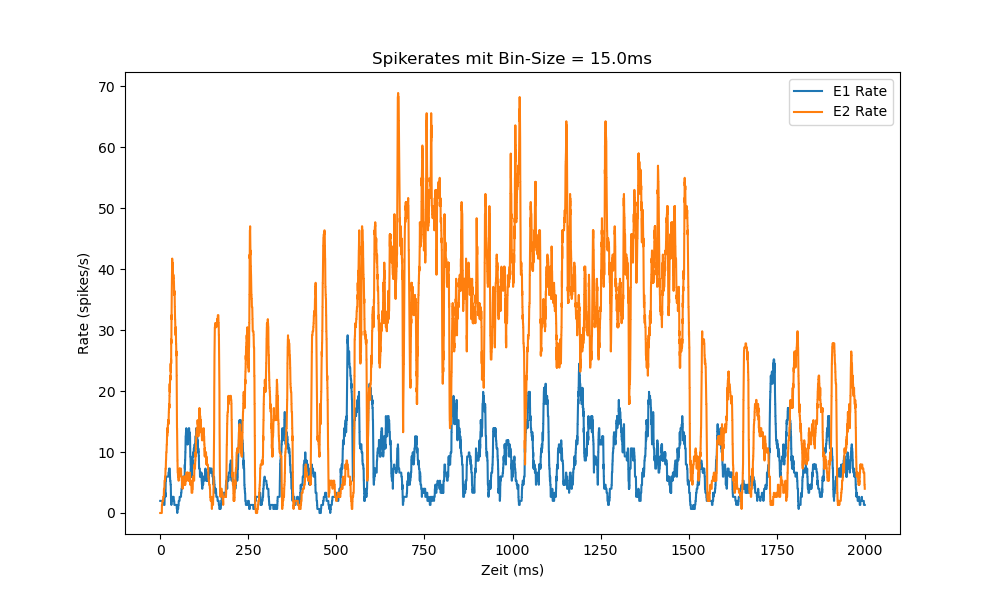 Spikerates mit Bin-Size = 15.0ms
E1 Rate
E2 Rate
70
60
50
40
30
20
10
0
Rate (spikes/s)
0 250 500 750 1000 1250 1500 1750 2000
Zeit (ms)